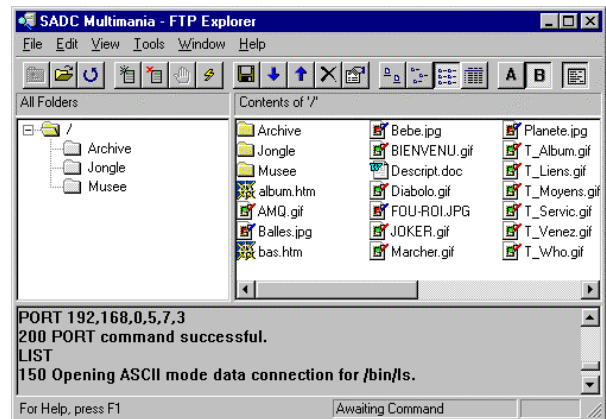 SADC Multimania - FTP Explorer
File Edit View Tools Window Help
A B
All Folders
Contents of '/'
/
Archive
Jongle
Musee
Archive Bebe.jpg Planete.jpg
Jongle BIENVENU.gif T_Album.gif
Musee Descript.doc T_Liens.gif
album.htm Diabolo.gif T_Moyens.gif
AMQ.gif FOU-ROI.JPG T_Servic.gif
Balles.jpg JOKER.gif T_Venez.gif
bas.htm Marcher.gif T_Who.gif
PORT 192,168,0,5,7,3
200 PORT command successful.
LIST
150 Opening ASCII mode data connection for /bin/ls.
For Help, press F1 Awaiting Command